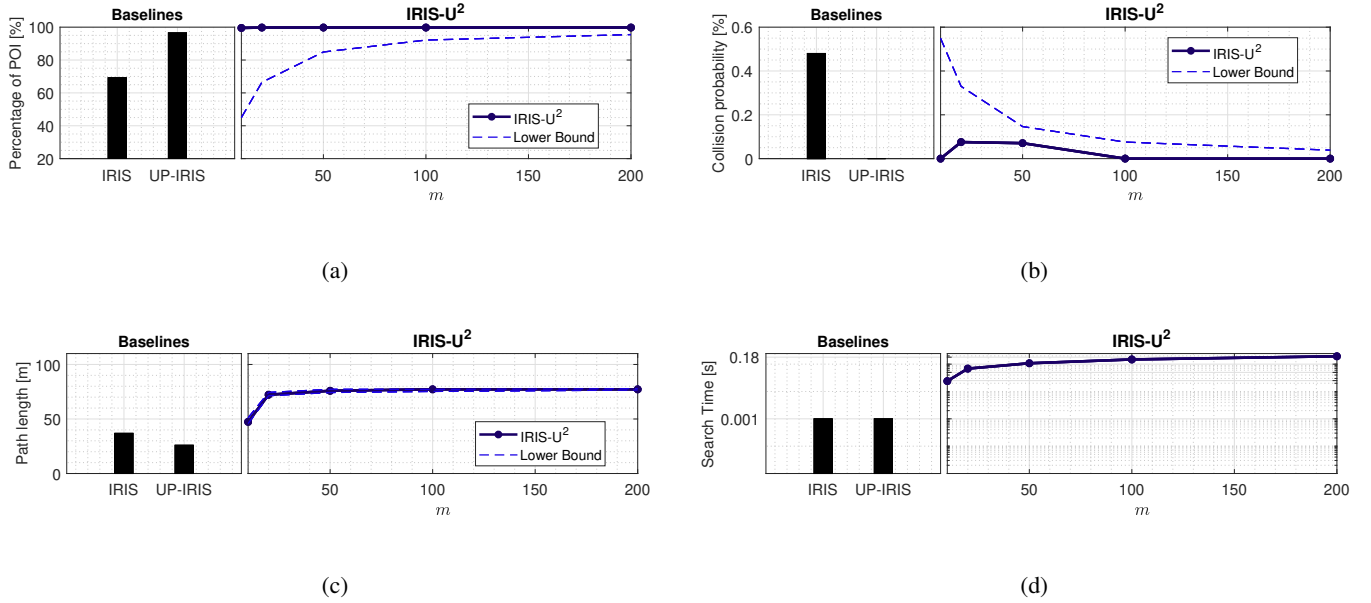 Baselines
IRIS-U²
Percentage of POI [%]
100
80
60
40
20
IRIS
UP-IRIS
50
100
150
200
m
IRIS-U²
Lower Bound
(a)
Baselines
IRIS-U²
Collision probability [%]
0.6
0.4
0.2
0
IRIS
UP-IRIS
50
100
150
200
m
IRIS-U²
Lower Bound
(b)
Baselines
IRIS-U²
Path length [m]
100
50
0
IRIS
UP-IRIS
50
100
150
200
m
IRIS-U²
Lower Bound
(c)
Baselines
IRIS-U²
Search Time [s]
0.18
0.001
IRIS
UP-IRIS
50
100
150
200
m
(d)